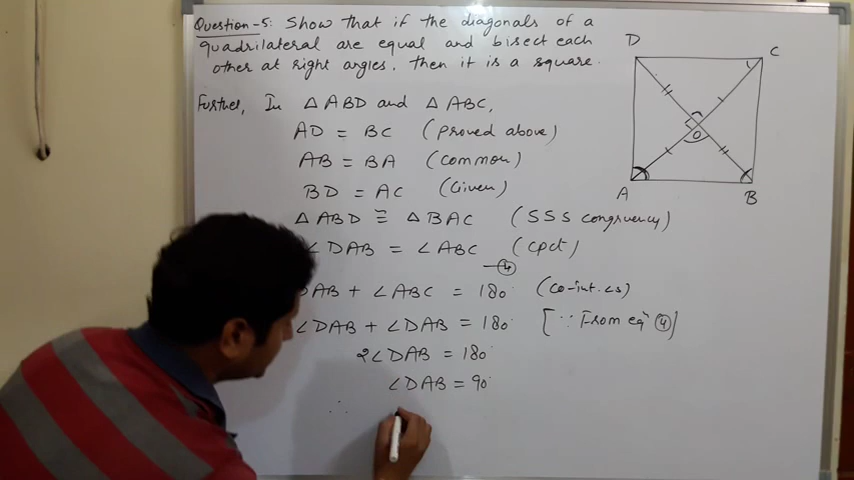 Question-5: Show that if the diagonals of a
quadrilateral are equal and bisect each
other at right angles, then it is a square.
Further, In △ABD and △ABC,
AD = BC (Proved above)
AB = BA (common)
BD = AC (Given)
△ABD ≅ △BAC (SSS congruency)
∠DAB = ∠ABC (cpct)
—④
DAB + ∠ABC = 180° (Co-int. ∠s)
∠DAB + ∠DAB = 180° [∵ From eqⁿ ④]
2∠DAB = 180°
∠DAB = 90°
∴
D
C
O
A
B